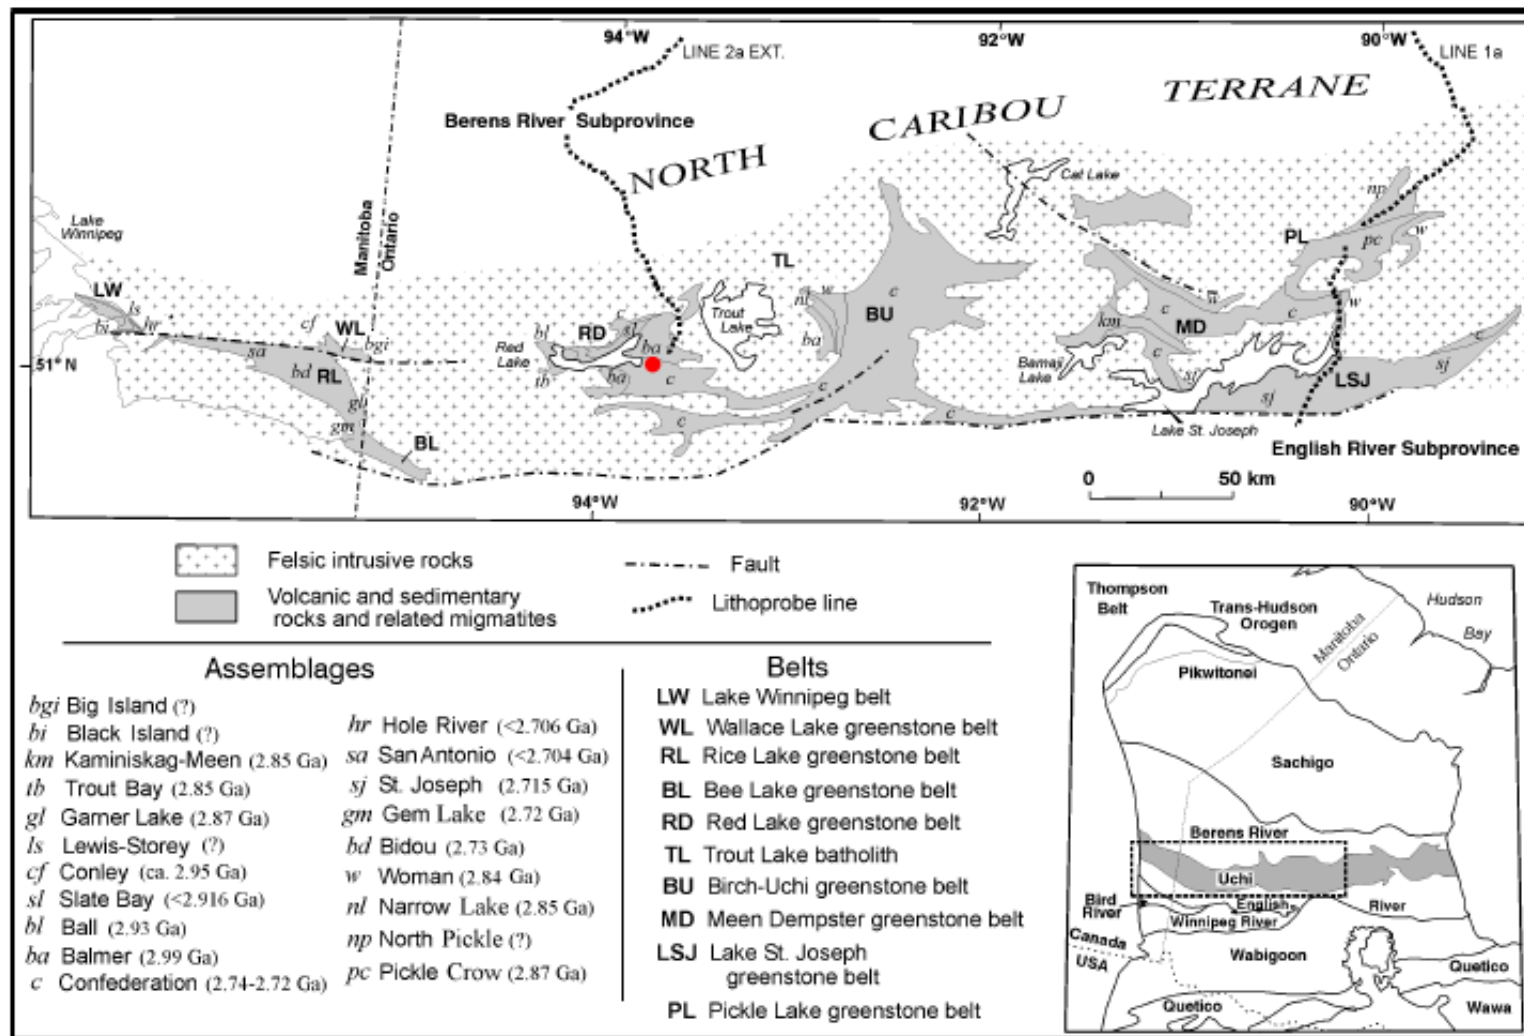 94°W
92°W
90°W
LINE 2a EXT.
LINE 1a
Berens River Subprovince
NORTH CARIBOU TERRANE
Cat Lake
Lake
Winnipeg
Manitoba
Ontario
LW
ls
bi
hr
cf
WL
bgi
51° N
sa
bd
RL
gl
gm
BL
Red
Lake
bl
RD
c
sl
ba
tb
ba
c
c
c
Trout
Lake
TL
nl
w
ba
BU
c
c
km
c
MD
c
w
c
sf
Bamaji
Lake
PL
np
pc
w
LSJ
sj
sj
c
Lake St. Joseph
English River Subprovince
0 50 km
94°W
92°W
90°W
Felsic intrusive rocks
Volcanic and sedimentary
rocks and related migmatites
Fault
Lithoprobe line
Assemblages
bgi Big Island (?)
bi Black Island (?)
km Kaminiskag-Meen (2.85 Ga)
tb Trout Bay (2.85 Ga)
gl Garner Lake (2.87 Ga)
ls Lewis-Storey (?)
cf Conley (ca. 2.95 Ga)
sl Slate Bay (<2.916 Ga)
bl Ball (2.93 Ga)
ba Balmer (2.99 Ga)
c Confederation (2.74-2.72 Ga)
hr Hole River (<2.706 Ga)
sa San Antonio (<2.704 Ga)
sj St. Joseph (2.715 Ga)
gm Gem Lake (2.72 Ga)
bd Bidou (2.73 Ga)
w Woman (2.84 Ga)
nl Narrow Lake (2.85 Ga)
np North Pickle (?)
pc Pickle Crow (2.87 Ga)
Belts
LW Lake Winnipeg belt
WL Wallace Lake greenstone belt
RL Rice Lake greenstone belt
BL Bee Lake greenstone belt
RD Red Lake greenstone belt
TL Trout Lake batholith
BU Birch-Uchi greenstone belt
MD Meen Dempster greenstone belt
LSJ Lake St. Joseph
greenstone belt
PL Pickle Lake greenstone belt
Thompson
Belt
Trans-Hudson
Orogen
Hudson
Bay
Manitoba
Ontario
Pikwitonei
Sachigo
Berens River
Uchi
Bird
River
English
River
Winnipeg River
Canada
USA
Wabigoon
Quetico
Quetico
Wawa